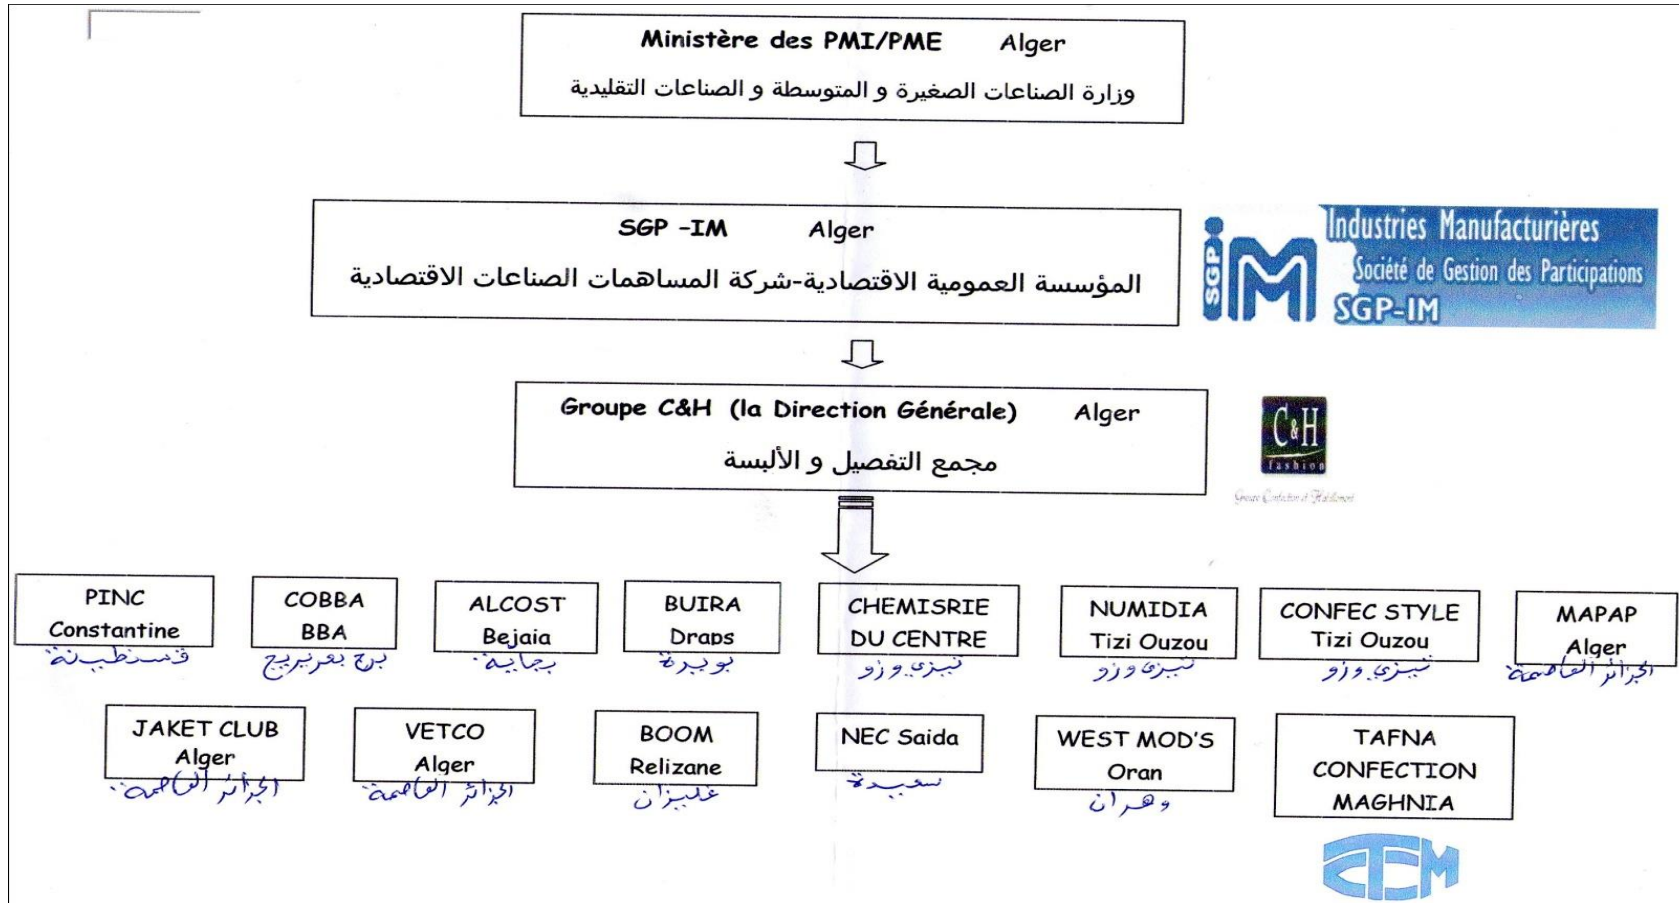 Ministère des PMI/PME Alger
وزارة الصناعات الصغيرة و المتوسطة و الصناعات التقليدية
SGP -IM Alger
المؤسسة العمومية الاقتصادية-شركة المساهمات الصناعات الاقتصادية
SGP
IM
Industries Manufacturières
Société de Gestion des Participations
SGP-IM
Groupe C&H (la Direction Générale) Alger
مجمع التفصيل و الألبسة
C&H
fashion
Groupe Confection et Habillement
PINC
Constantine
قسنطينة
COBBA
BBA
برج بوعريريج
ALCOST
Bejaia
بجاية
BUIRA
Draps
بويرة
CHEMISRIE
DU CENTRE
تيزي وزو
NUMIDIA
Tizi Ouzou
تيزي وزو
CONFEC STYLE
Tizi Ouzou
تيزي وزو
MAPAP
Alger
الجزائر العاصمة
JAKET CLUB
Alger
الجزائر العاصمة
VETCO
Alger
الجزائر العاصمة
BOOM
Relizane
غليزان
NEC Saida
سعيدة
WEST MOD'S
Oran
وهران
TAFNA
CONFECTION
MAGHNIA